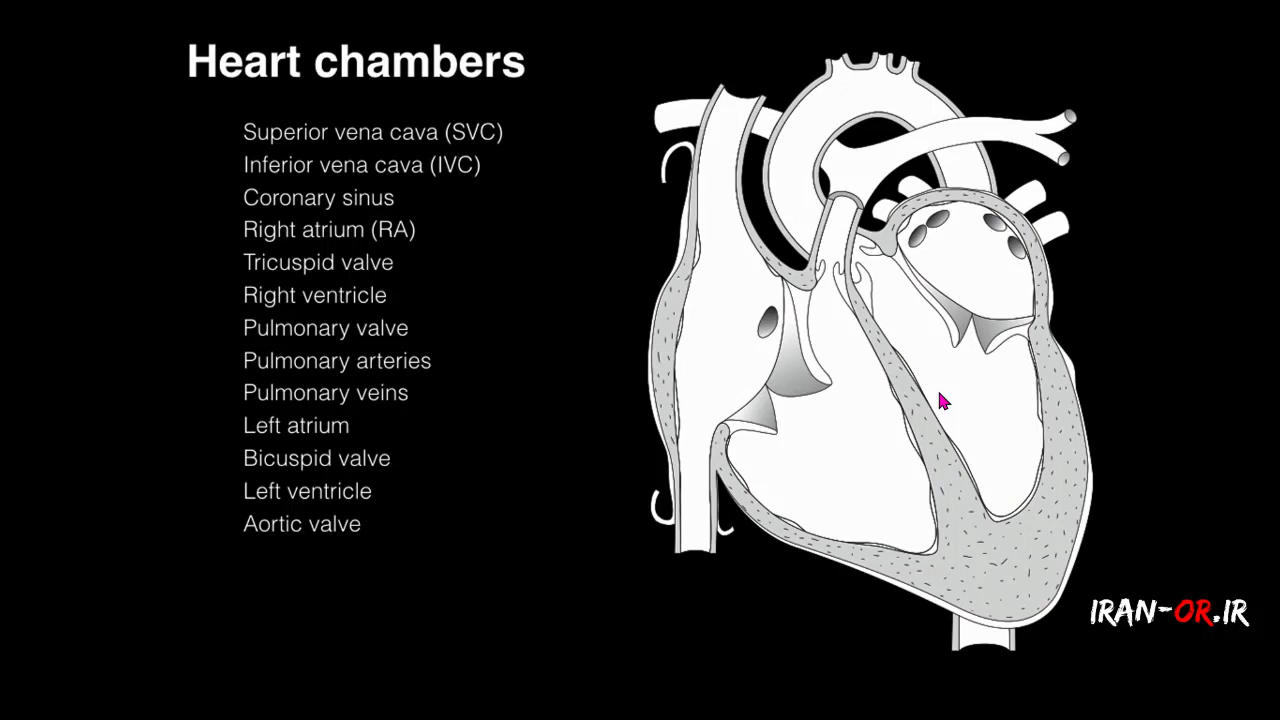 Heart chambers
Superior vena cava (SVC)
Inferior vena cava (IVC)
Coronary sinus
Right atrium (RA)
Tricuspid valve
Right ventricle
Pulmonary valve
Pulmonary arteries
Pulmonary veins
Left atrium
Bicuspid valve
Left ventricle
Aortic valve
IRAN-OR.IR